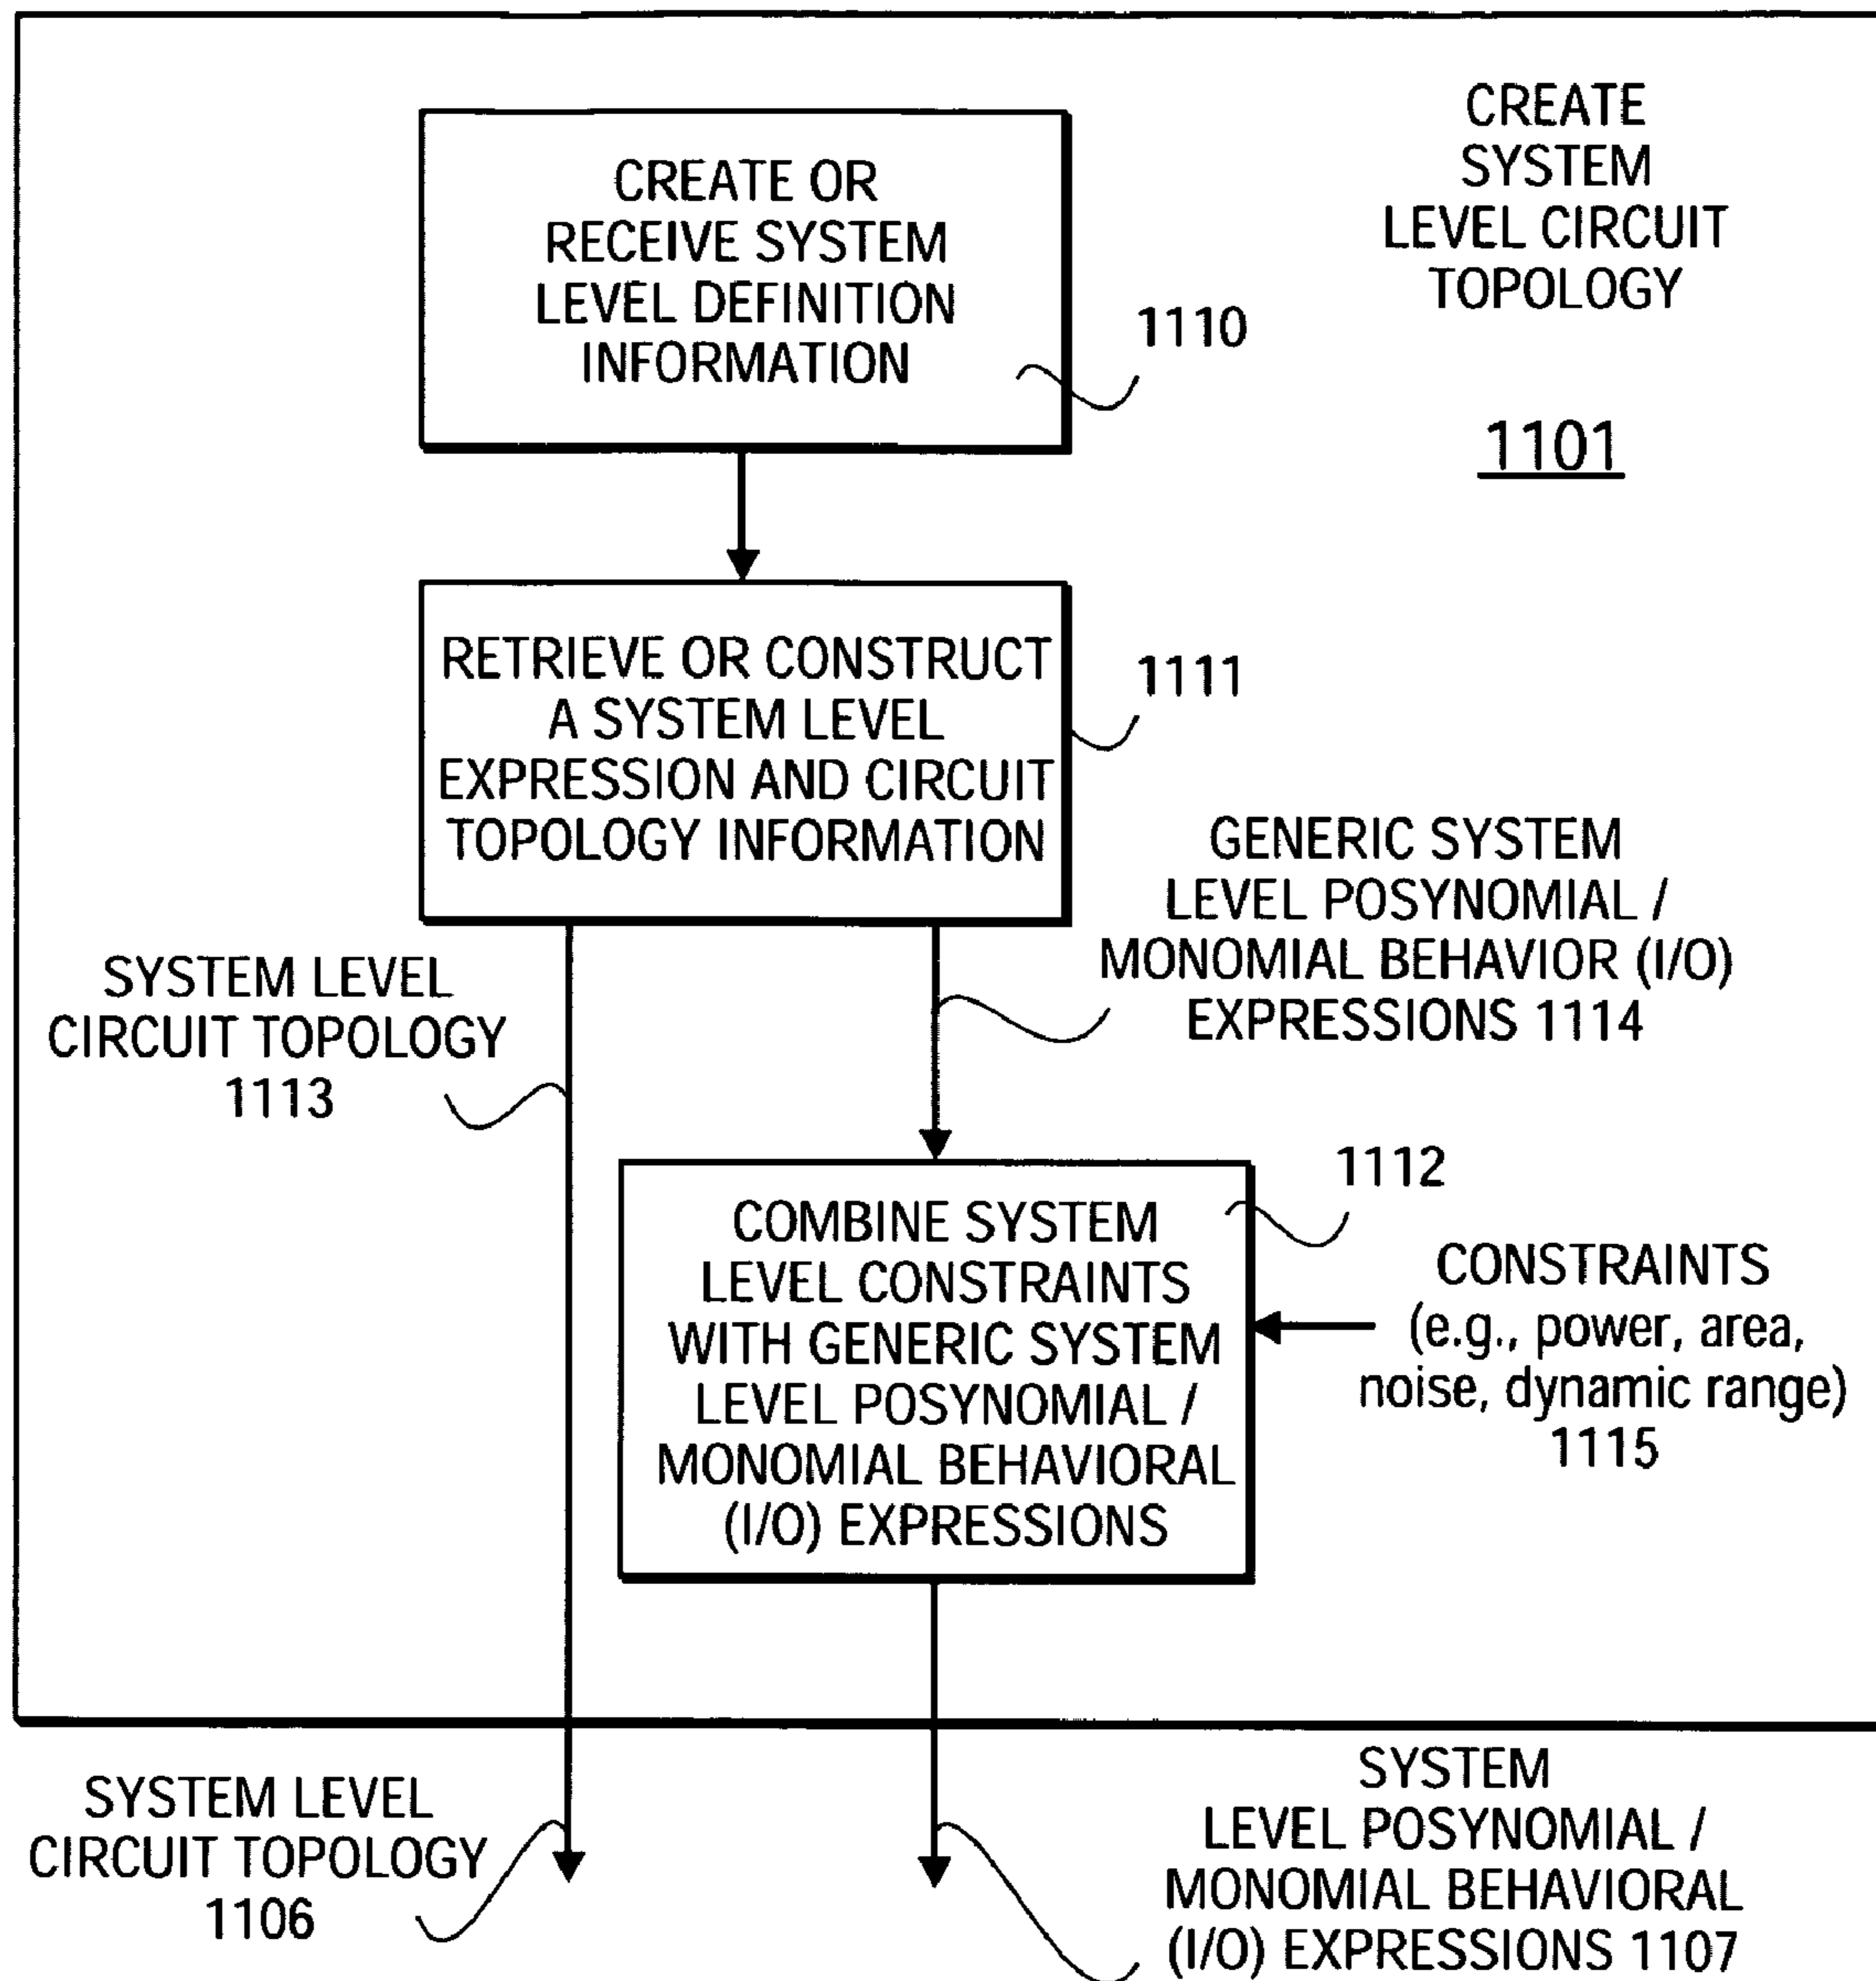 CREATE
SYSTEM
LEVEL CIRCUIT
TOPOLOGY
1101
CREATE OR
RECEIVE SYSTEM
LEVEL DEFINITION
INFORMATION
1110
RETRIEVE OR CONSTRUCT
A SYSTEM LEVEL
EXPRESSION AND CIRCUIT
TOPOLOGY INFORMATION
1111
SYSTEM LEVEL
CIRCUIT TOPOLOGY
1113
GENERIC SYSTEM
LEVEL POSYNOMIAL /
MONOMIAL BEHAVIOR (I/O)
EXPRESSIONS 1114
COMBINE SYSTEM
LEVEL CONSTRAINTS
WITH GENERIC SYSTEM
LEVEL POSYNOMIAL /
MONOMIAL BEHAVIORAL
(I/O) EXPRESSIONS
1112
CONSTRAINTS
(e.g., power, area,
noise, dynamic range)
1115
SYSTEM LEVEL
CIRCUIT TOPOLOGY
1106
SYSTEM
LEVEL POSYNOMIAL /
MONOMIAL BEHAVIORAL
(I/O) EXPRESSIONS 1107